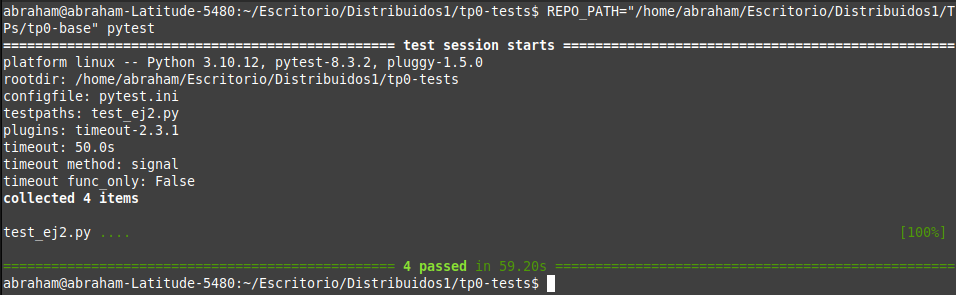 abraham@abraham-Latitude-5480:~/Escritorio/Distribuidos1/tp0-tests$ REPO_PATH="/home/abraham/Escritorio/Distribuidos1/T
Ps/tp0-base" pytest
================================================= test session starts =================================================
platform linux -- Python 3.10.12, pytest-8.3.2, pluggy-1.5.0
rootdir: /home/abraham/Escritorio/Distribuidos1/tp0-tests
configfile: pytest.ini
testpaths: test_ej2.py
plugins: timeout-2.3.1
timeout: 50.0s
timeout method: signal
timeout func_only: False
collected 4 items
test_ej2.py .... [100%]
================================================= 4 passed in 59.20s ==================================================
abraham@abraham-Latitude-5480:~/Escritorio/Distribuidos1/tp0-tests$